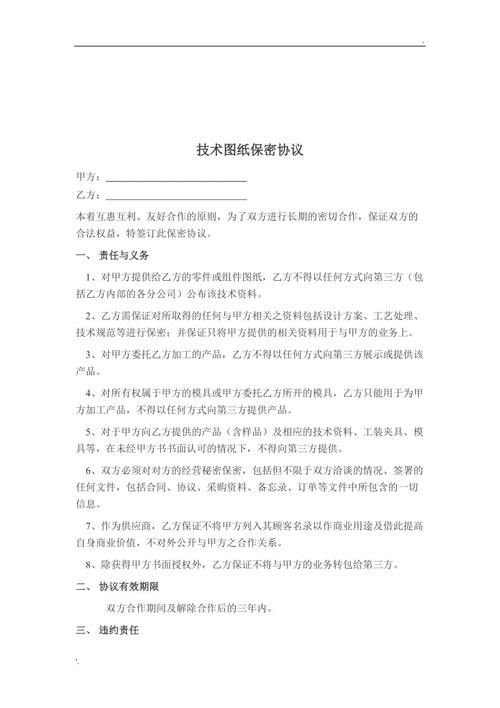 技术图纸保密协议
甲方：
乙方：
本着互惠互利、友好合作的原则，为了双方进行长期的密切合作，保证双方的
合法权益，特签订此保密协议。
一、 责任与义务
1、对甲方提供给乙方的零件或组件图纸，乙方不得以任何方式向第三方（包
括乙方内部的各分公司）公布该技术资料。
2、乙方需保证对所取得的任何与甲方相关之资料包括设计方案、工艺处理、
技术规范等进行保密；并保证只将甲方提供的相关资料用于与甲方的业务上。
3、对甲方委托乙方加工的产品，乙方不得以任何方式向第三方展示或提供该
产品。
4、对所有权属于甲方的模具或甲方委托乙方所开的模具，乙方只能用于为甲
方加工产品，不得以任何方式向第三方提供产品。
5、对于甲方向乙方提供的产品（含样品）及相应的技术资料、工装夹具、模
具等，在未经甲方书书面认可的情况下，不得向第三方提供。
6、双方必须对对方的经营秘密保密，包括但不限于双方洽谈的情况、签署的
任何文件，包括合同、协议、采购资料、备忘录、订单等文件中所包含的一切
信息。
7、作为供应商，乙方保证不将甲方列入其顾客名录以作商业用途及借此提高
自身商业价值，不对外公开与甲方之合作关系。
8、除获得甲方书面授权外，乙方保证不将与甲方的业务转包给第三方。
二、 协议有效期限
双方合作期间及解除合作后的三年内。
三、 违约责任